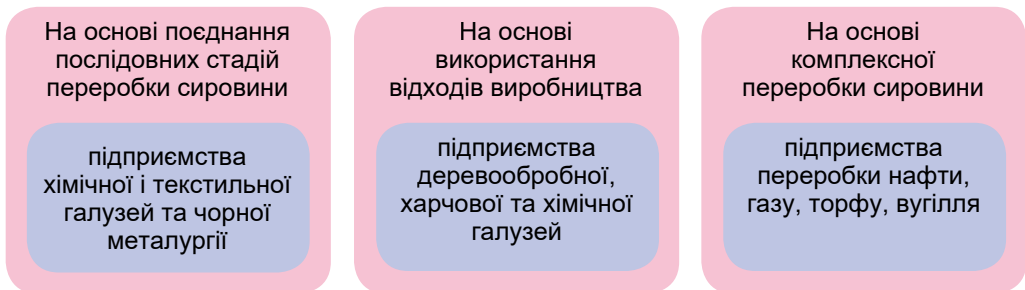 На основі поєднання
послідовних стадій
переробки сировини
підприємства
хімічної і текстильної
галузей та чорної
металургії
На основі
використання
відходів виробництва
підприємства
деревообробної,
харчової та хімічної
галузей
На основі
комплексної
переробки сировини
підприємства
переробки нафти,
газу, торфу, вугілля